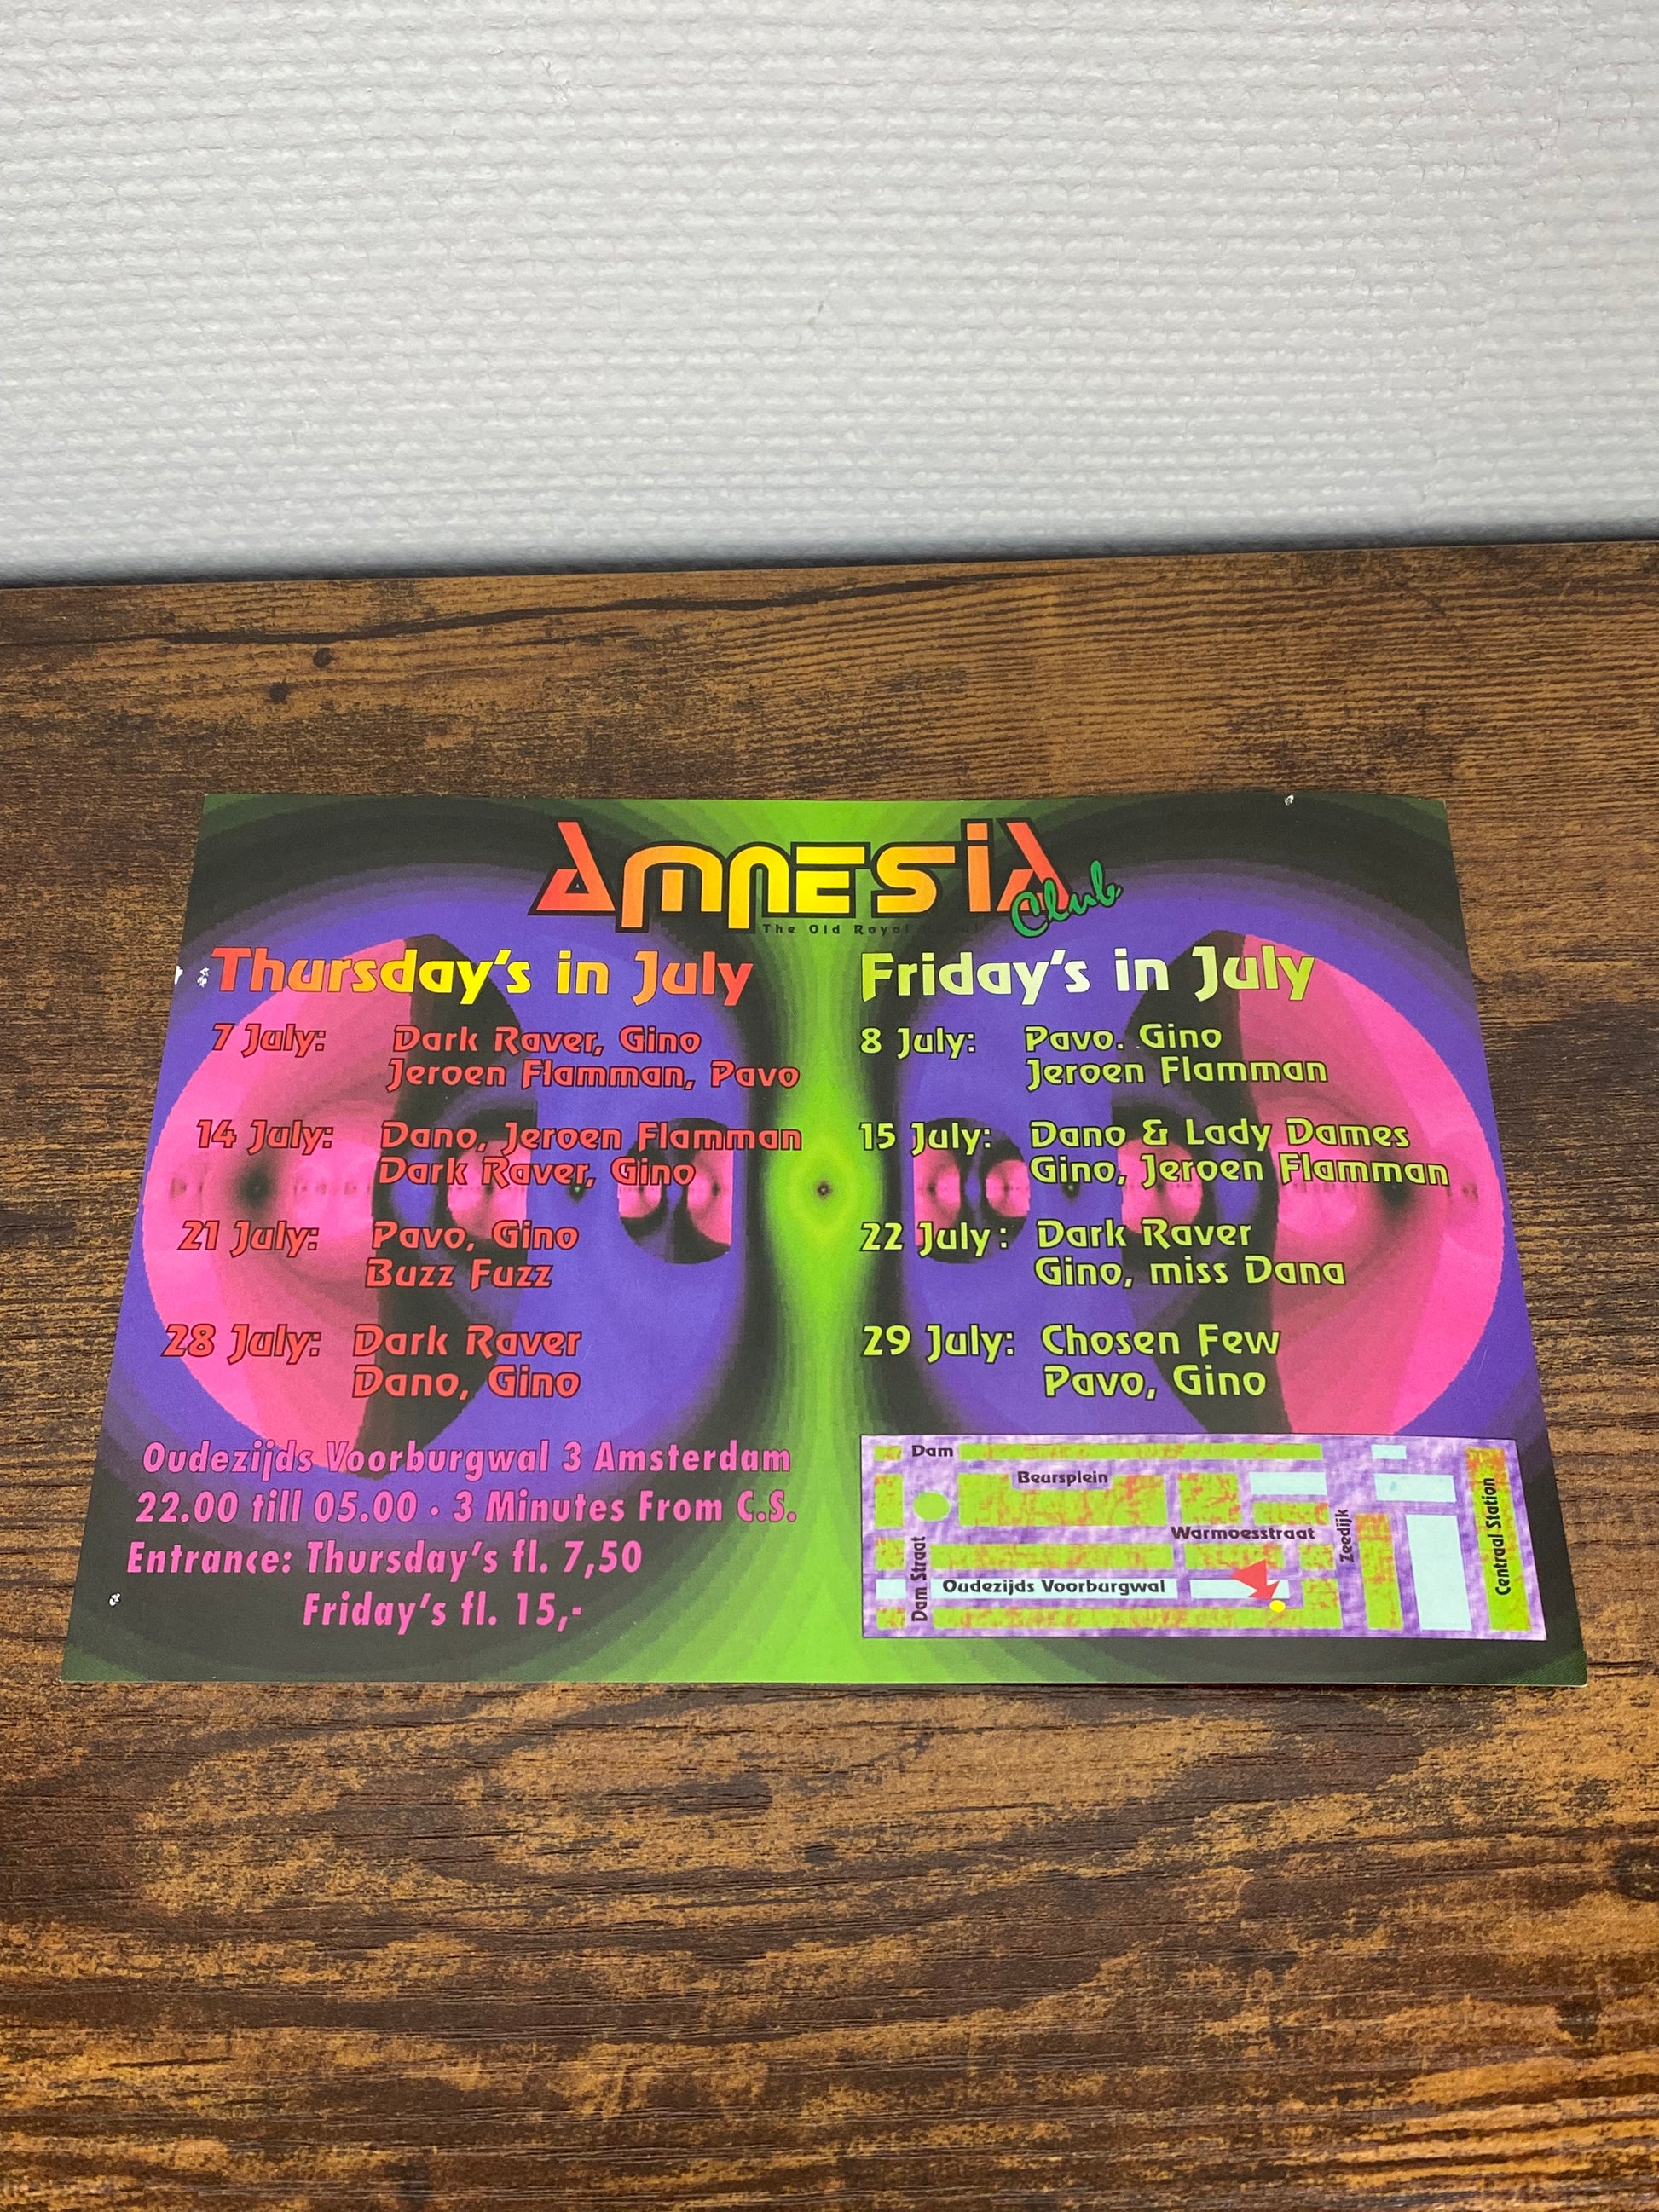 AMNESIA
Club
The Old Royal
Thursday's in July
7 July: Dark Raver, Gino
Jeroen Flamman, Pavo
14 July: Dano, Jeroen Flamman
Dark Raver, Gino
21 July: Pavo, Gino
Buzz Fuzz
28 July: Dark Raver
Dano, Gino
Friday's in July
8 July: Pavo. Gino
Jeroen Flamman
15 July: Dano & Lady Dames
Gino, Jeroen Flamman
22 July: Dark Raver
Gino, miss Dana
29 July: Chosen Few
Pavo, Gino
Oudezijds Voorburgwal 3 Amsterdam
22.00 till 05.00 • 3 Minutes From C.S.
Entrance: Thursday's fl. 7,50
Friday's fl. 15,-
Dam
Beursplein
Warmoesstraat
Zeedijk
Centraal Station
Dam Straat
Oudezijds Voorburgwal